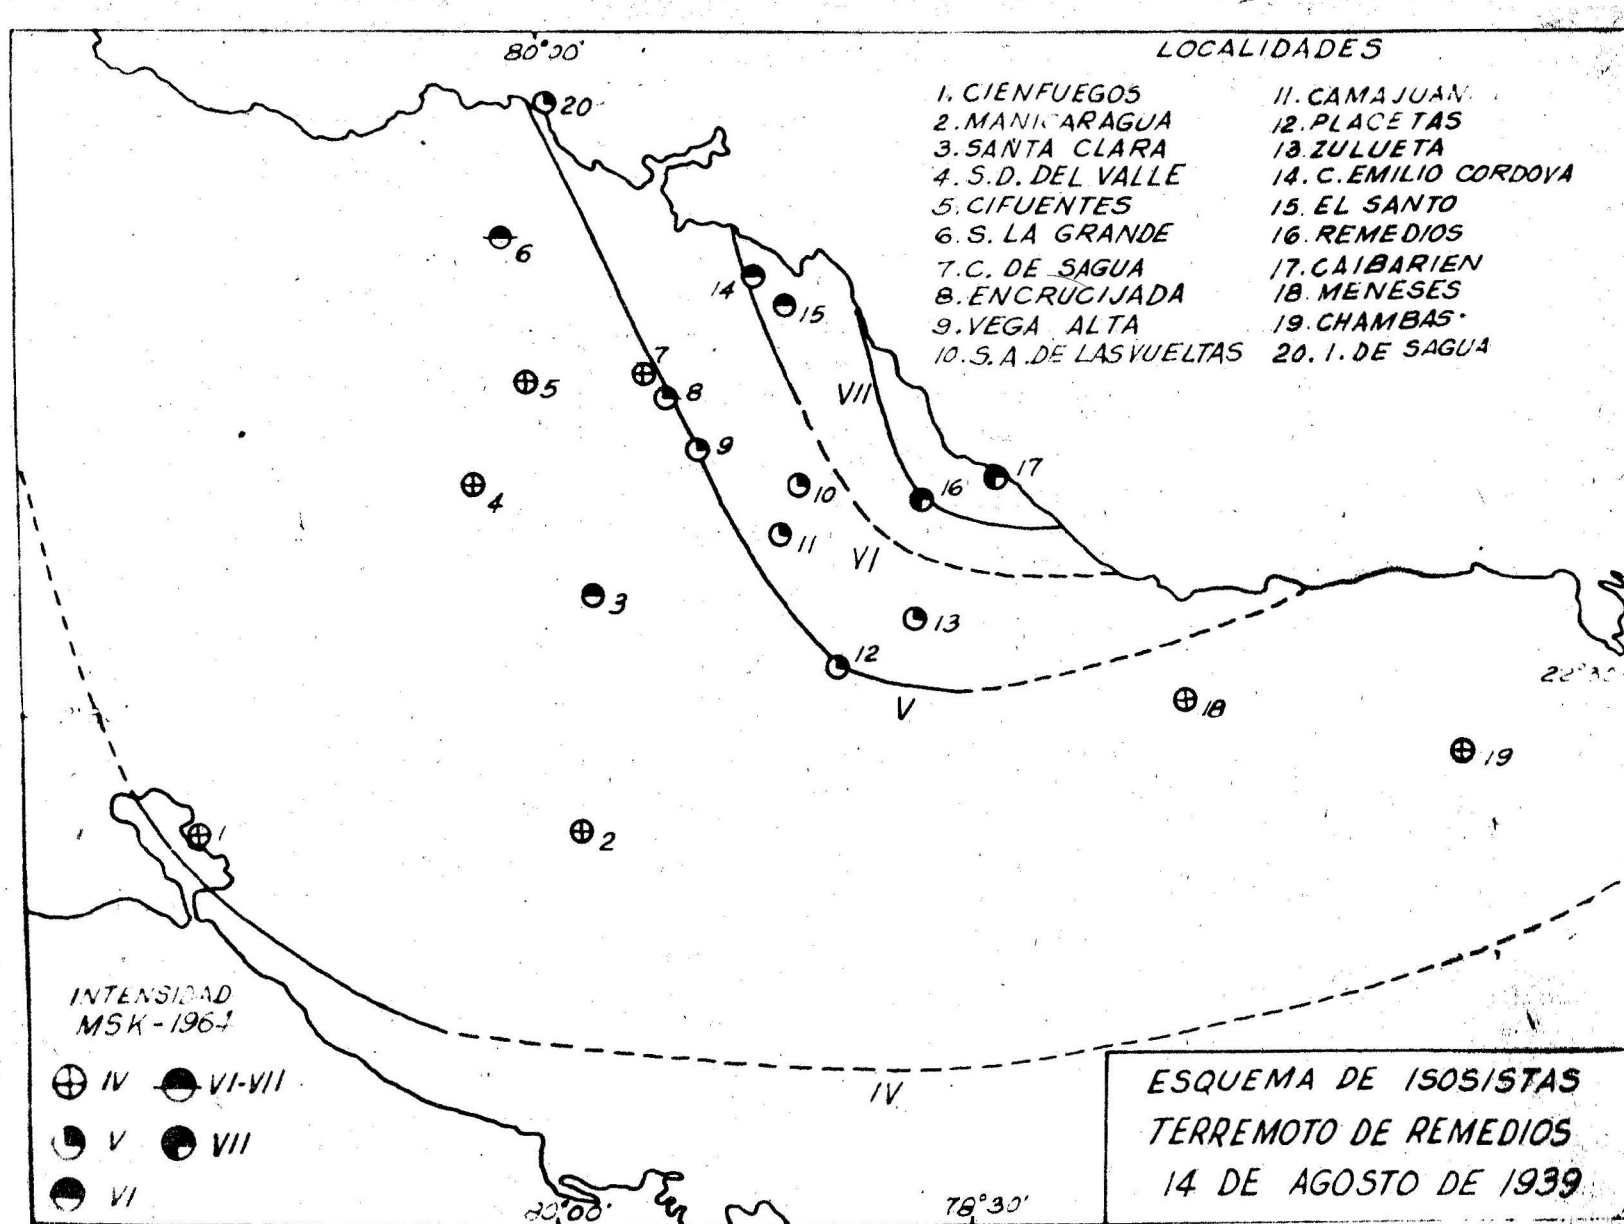 80°00'
LOCALIDADES
1. CIENFUEGOS
2. MANICARAGUA
3. SANTA CLARA
4. S.D. DEL VALLE
5. CIFUENTES
6. S. LA GRANDE
7. C. DE SAGUA
8. ENCRUCIJADA
9. VEGA ALTA
10. S.A. DE LAS VUELTAS
11. CAMAJUAN
12. PLACETAS
13. ZULUETA
14. C. EMILIO CORDOVA
15. EL SANTO
16. REMEDIOS
17. CAIBARIEN
18. MENESES
19. CHAMBAS
20. I. DE SAGUA
20
6
14
15
7
8
5
VII
9
17
4
10
16
11
VI
3
13
12
22°30
V
18
19
1
2
INTENSIDAD
MSK-1964
IV VI-VII
V VII
VI
IV
ESQUEMA DE ISOSISTAS
TERREMOTO DE REMEDIOS
14 DE AGOSTO DE 1939
80°00'
78°30'